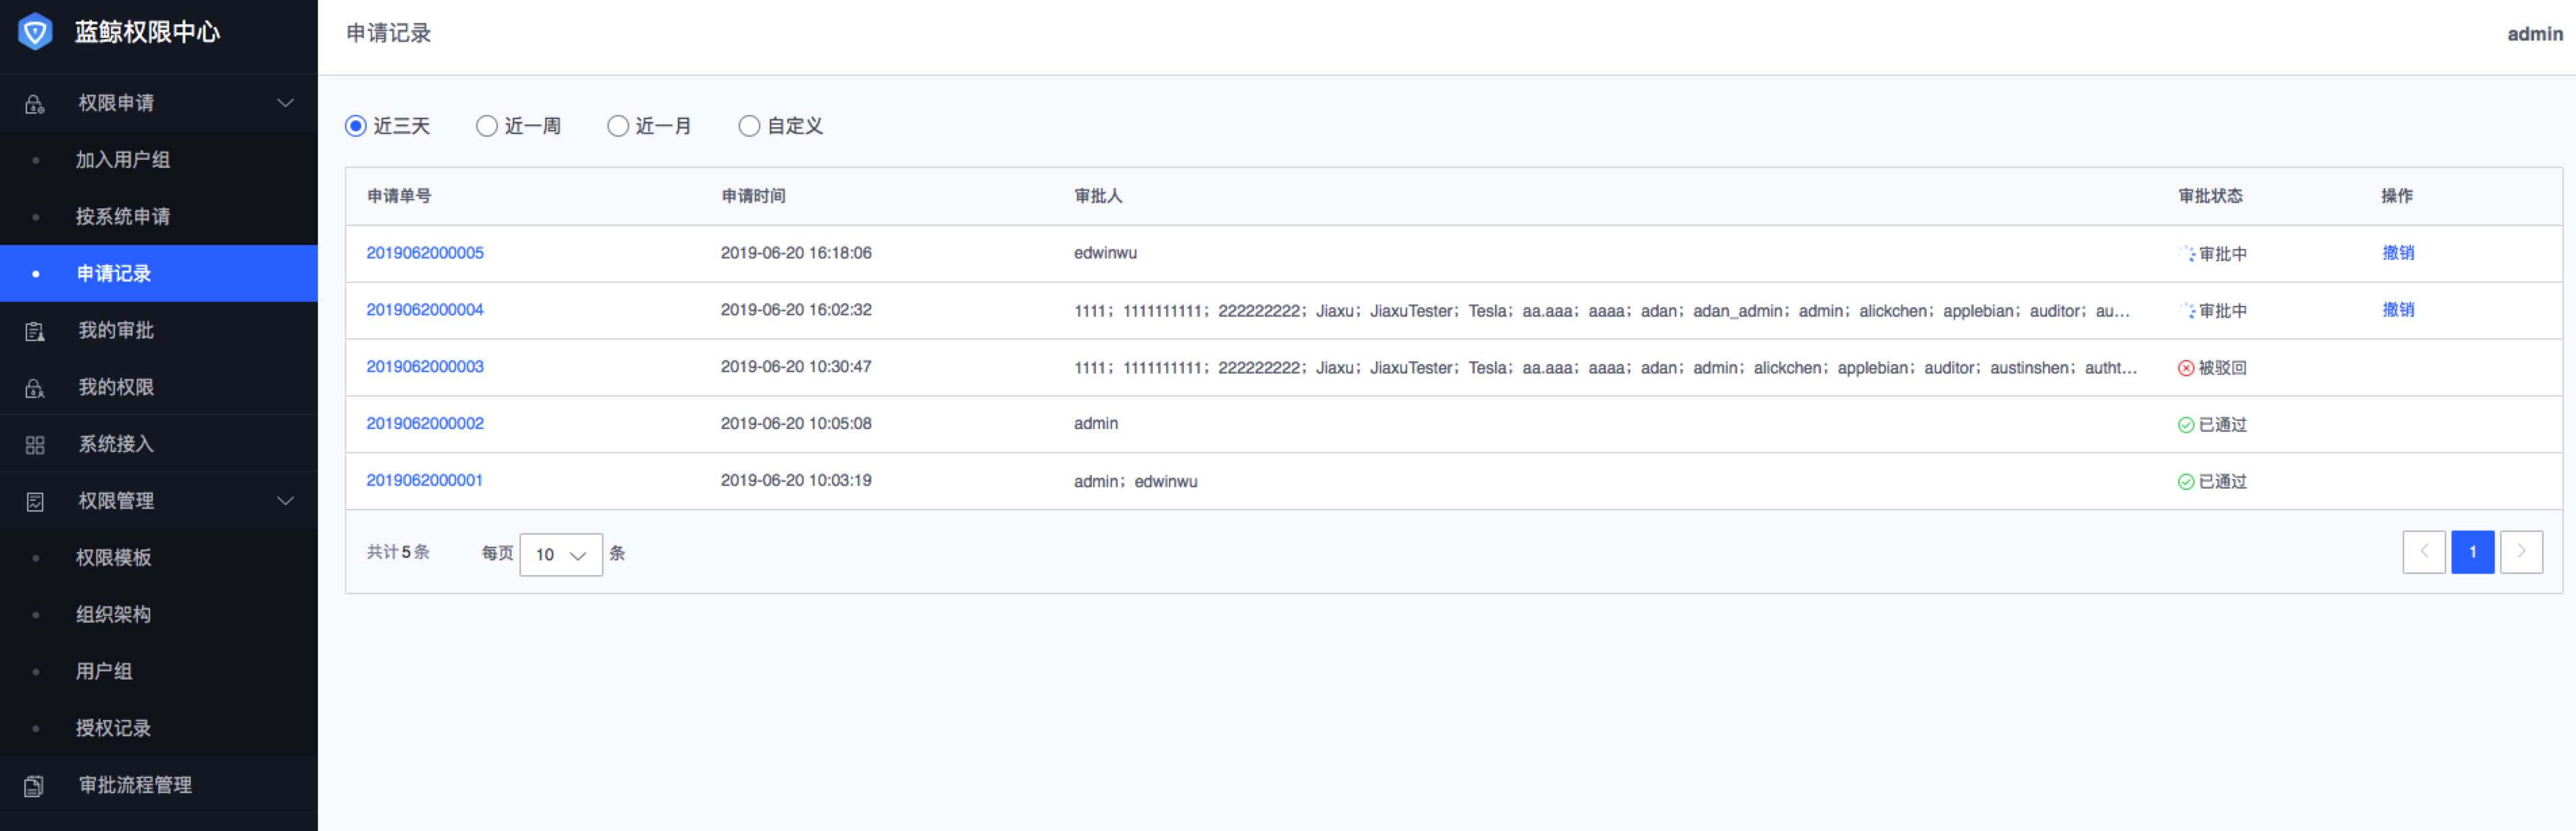 蓝鲸权限中心
权限申请
加入用户组
按系统申请
申请记录
我的审批
我的权限
系统接入
权限管理
权限模板
组织架构
用户组
授权记录
审批流程管理
申请记录 admin
近三天 近一周 近一月 自定义
申请单号 申请时间 审批人 审批状态 操作
2019062000005 2019-06-20 16:18:06 edwinwu 审批中 撤销
2019062000004 2019-06-20 16:02:32 1111；1111111111；222222222；Jiaxu；JiaxuTester；Tesla；aa.aaa；aaaa；adan；adan_admin；admin；alickchen；applebian；auditor；au... 审批中 撤销
2019062000003 2019-06-20 10:30:47 1111；1111111111；222222222；Jiaxu；JiaxuTester；Tesla；aa.aaa；aaaa；adan；admin；alickchen；applebian；auditor；austinshen；autht... 被驳回
2019062000002 2019-06-20 10:05:08 admin 已通过
2019062000001 2019-06-20 10:03:19 admin；edwinwu 已通过
共计5条 每页 10 条 1